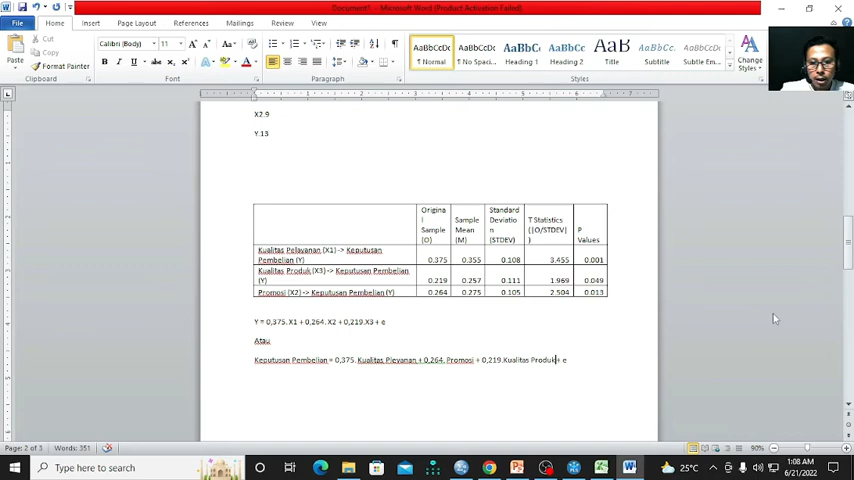 Document1 - Microsoft Word (Product Activation Failed)
File Home Insert Page Layout References Mailings Review View
Cut
Copy
Format Painter
Paste
Calibri (Body) 11
AaBbCcDc AaBbCcDc AaBbC AaBbCc AaB AaBbCc. AaBbCcDc
¶ Normal ¶ No Spaci... Heading 1 Heading 2 Title Subtitle Subtle Em...
Change
Styles
Clipboard Font Paragraph Styles
X2.9
Y.13
Origina
l
Sample
(O)
Sample
Mean
(M)
Standard
Deviatio
n
(STDEV)
T Statistics
(|O/STDEV|
)
P
Values
Kualitas Pelayanan (X1) -> Keputusan
Pembelian (Y) 0.375 0.355 0.108 3.455 0.001
Kualitas Produk (X3) -> Keputusan Pembelian
(Y) 0.219 0.257 0.111 1.969 0.049
Promosi (X2) -> Keputusan Pembelian (Y) 0.264 0.275 0.105 2.504 0.013
Y = 0,375. X1 + 0,264. X2 + 0,219.X3 + e
Atau
Keputusan Pembelian = 0,375. Kualitas Pleyanan + 0,264. Promosi + 0,219.Kualitas Produk + e
Page: 2 of 3 Words: 351 90%
Type here to search
25°C
1:08 AM
6/21/2022